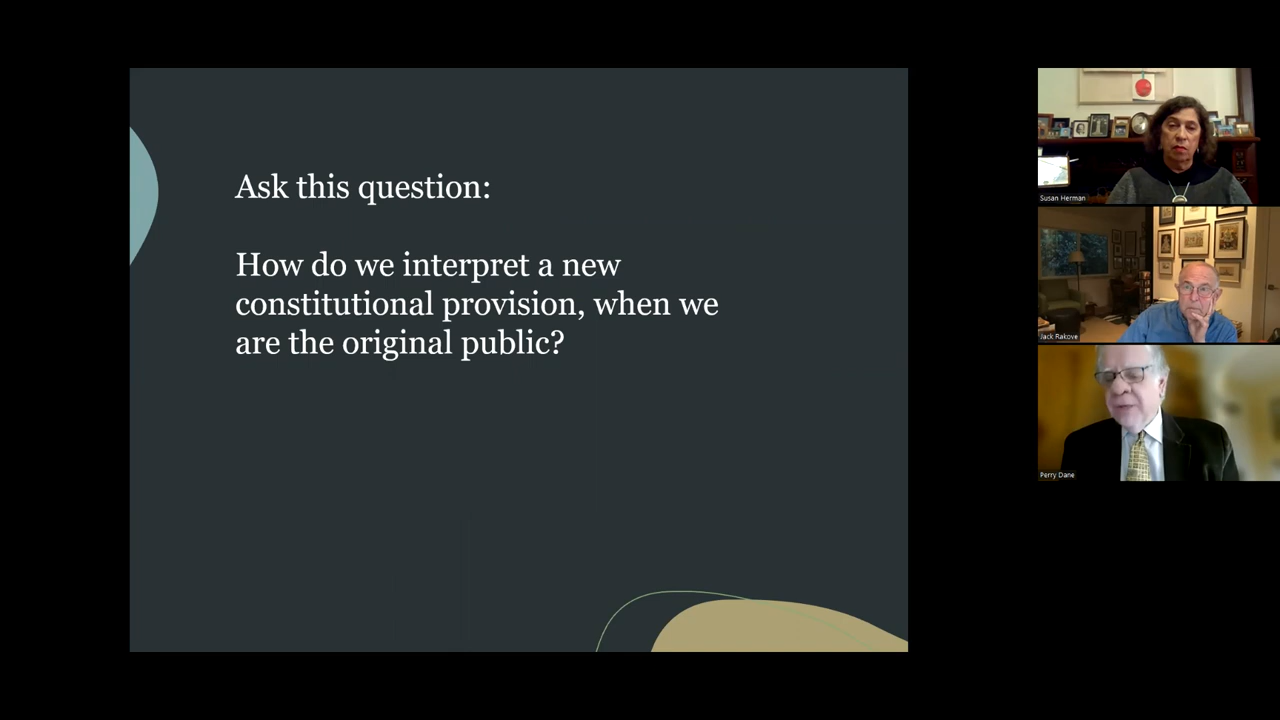 Ask this question:
How do we interpret a new
constitutional provision, when we
are the original public?
Susan Herman
Jack Rakove
Perry Dane